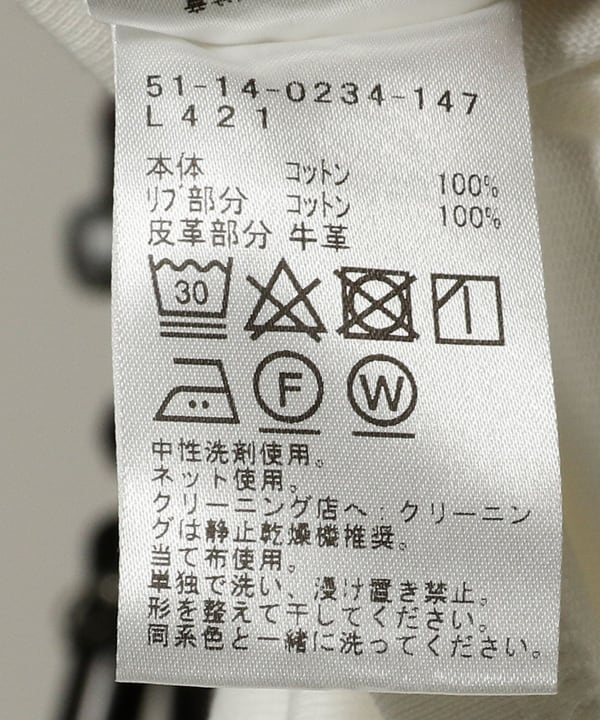 51-14-0234-147
L421
本体 コットン 100%
リブ部分 コットン 100%
皮革部分 牛革
30
F W
中性洗剤使用。
ネット使用。
クリーニング店へ・クリーニン
グは静止乾燥機推奨。
当て布使用。
単独で洗い、浸け置き禁止。
形を整えて干してください。
同系色と一緒に洗ってください。